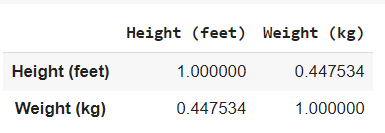 Height (feet) Weight (kg)
Height (feet) 1.000000 0.447534
Weight (kg) 0.447534 1.000000